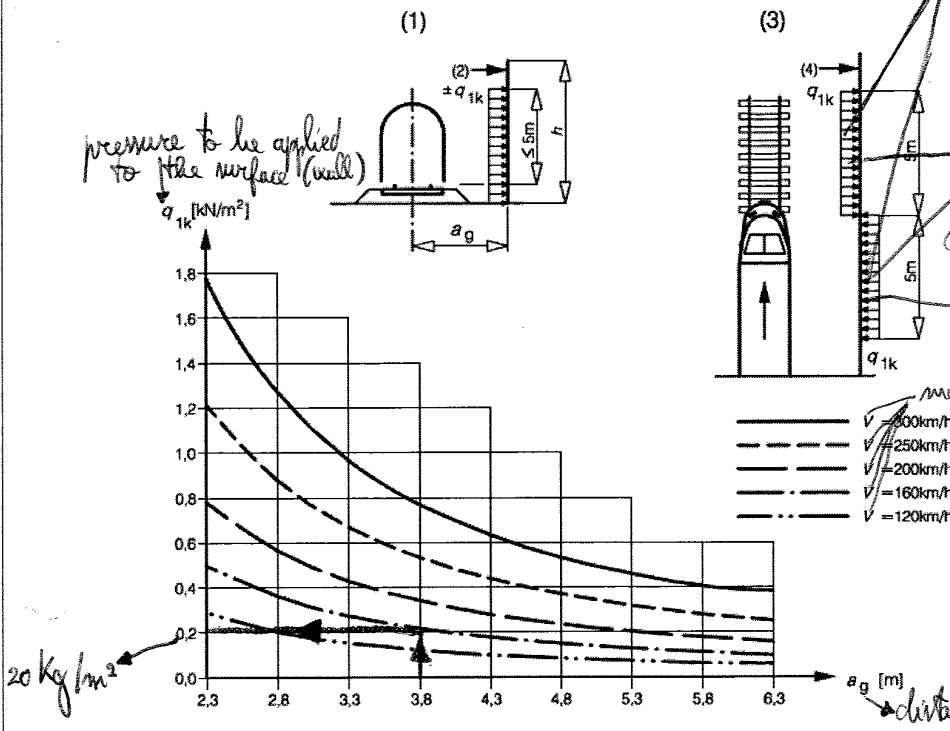 (1)
(3)
(2)
±q1k
≤ 5m
h
(4)
q1k
5m
5m
q1k
pressure to be applied
to the surface (wall)
q1k [kN/m²]
ag
1,8
1,6
1,4
1,2
1,0
0,8
0,6
0,4
0,2
0,0
2,3 2,8 3,3 3,8 4,3 4,8 5,3 5,8 6,3
ag [m]
V =300km/h
V =250km/h
V =200km/h
V =160km/h
V =120km/h
20 Kg/m²